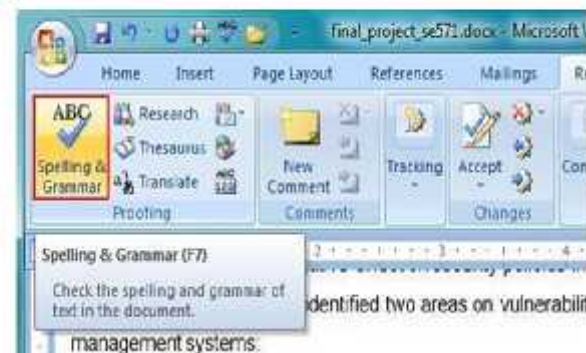 final_project_se571.docx - Microsoft
Home Insert Page Layout References Mailings
ABC Research
Thesaurus
Translate
Spelling &
Grammar
New
Comment
Tracking
Accept
Proofing Comments Changes
Spelling & Grammar (F7)
Check the spelling and grammar of
text in the document.
identified two areas on
management systems: